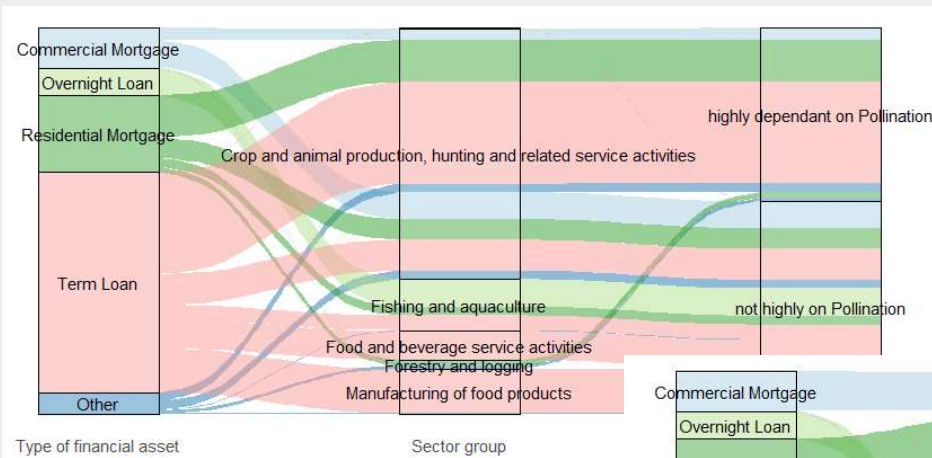 Commercial Mortgage
Overnight Loan
Residential Mortgage
Term Loan
Other
Type of financial asset
Crop and animal production, hunting and related service activities
Fishing and aquaculture
Food and beverage service activities
Forestry and logging
Manufacturing of food products
Sector group
highly dependant on Pollination
not highly on Pollination
Commercial Mortgage
Overnight Loan